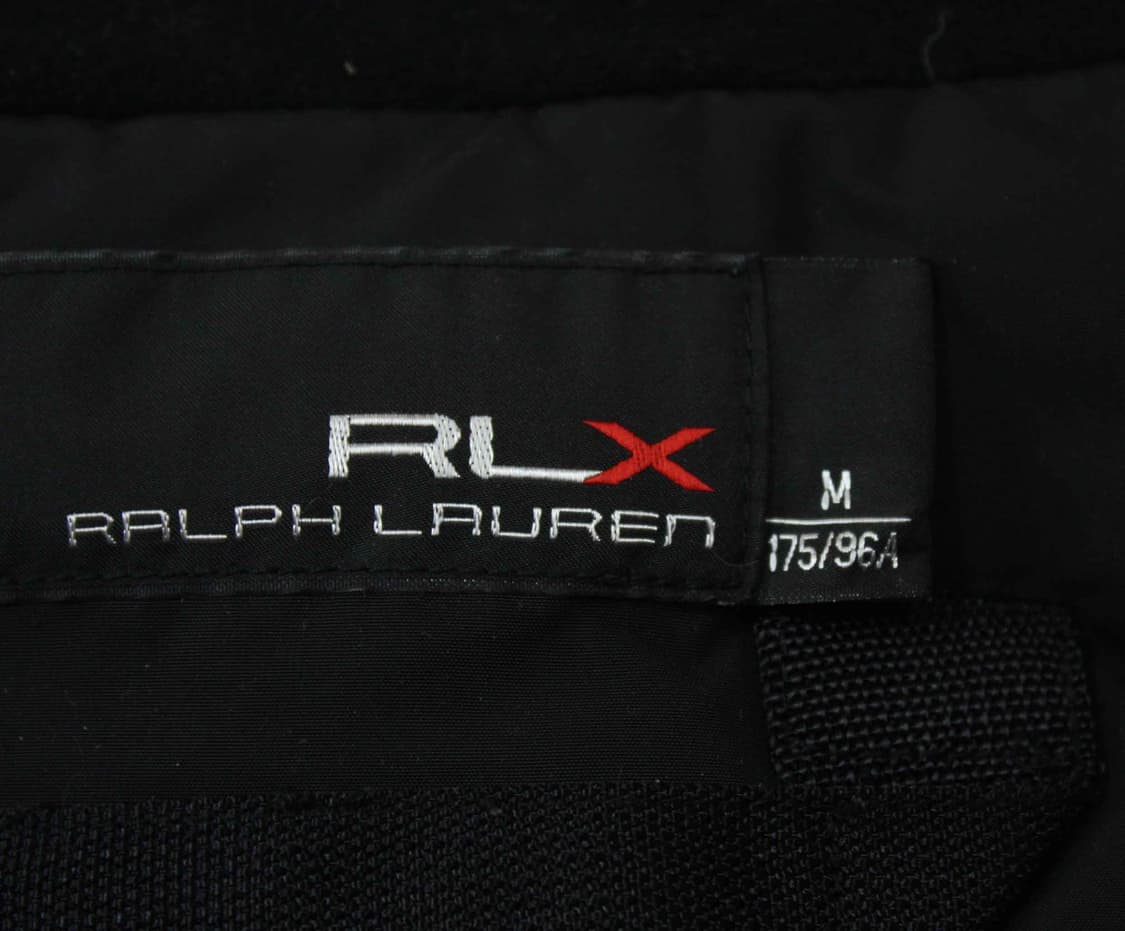 RLX
RALPH LAUREN
M
175/96A